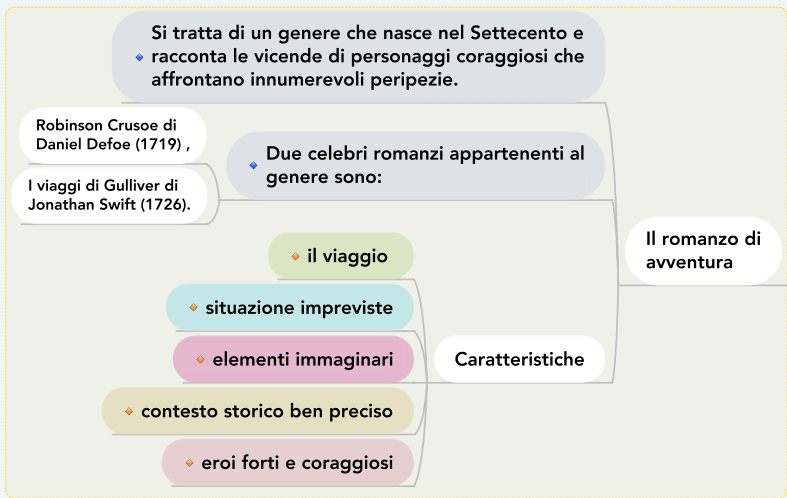 Si tratta di un genere che nasce nel Settecento e
racconta le vicende di personaggi coraggiosi che
affrontano innumerevoli peripezie.
Robinson Crusoe di
Daniel Defoe (1719) ,
I viaggi di Gulliver di
Jonathan Swift (1726).
Due celebri romanzi appartenenti al
genere sono:
Il romanzo di
avventura
il viaggio
situazione impreviste
elementi immaginari
contesto storico ben preciso
eroi forti e coraggiosi
Caratteristiche